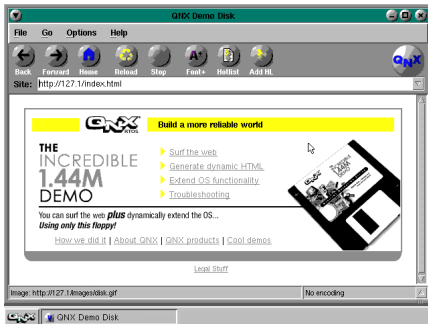 QNX Demo Disk
File Go Options Help
Back Forward Home Reload Stop Font+ Hotlist Add HL
QNX
Site: http://127.1/index.html
QNX RTOS Build a more reliable world
THE
INCREDIBLE
1.44M
DEMO
Surf the web
Generate dynamic HTML
Extend OS functionality
Troubleshooting
You can surf the web plus dynamically extend the OS...
Using only this floppy!
How we did it | About QNX | QNX products | Cool demos
Legal Stuff
Image: http://127.1/images/disk.gif No encoding
QNX QNX Demo Disk